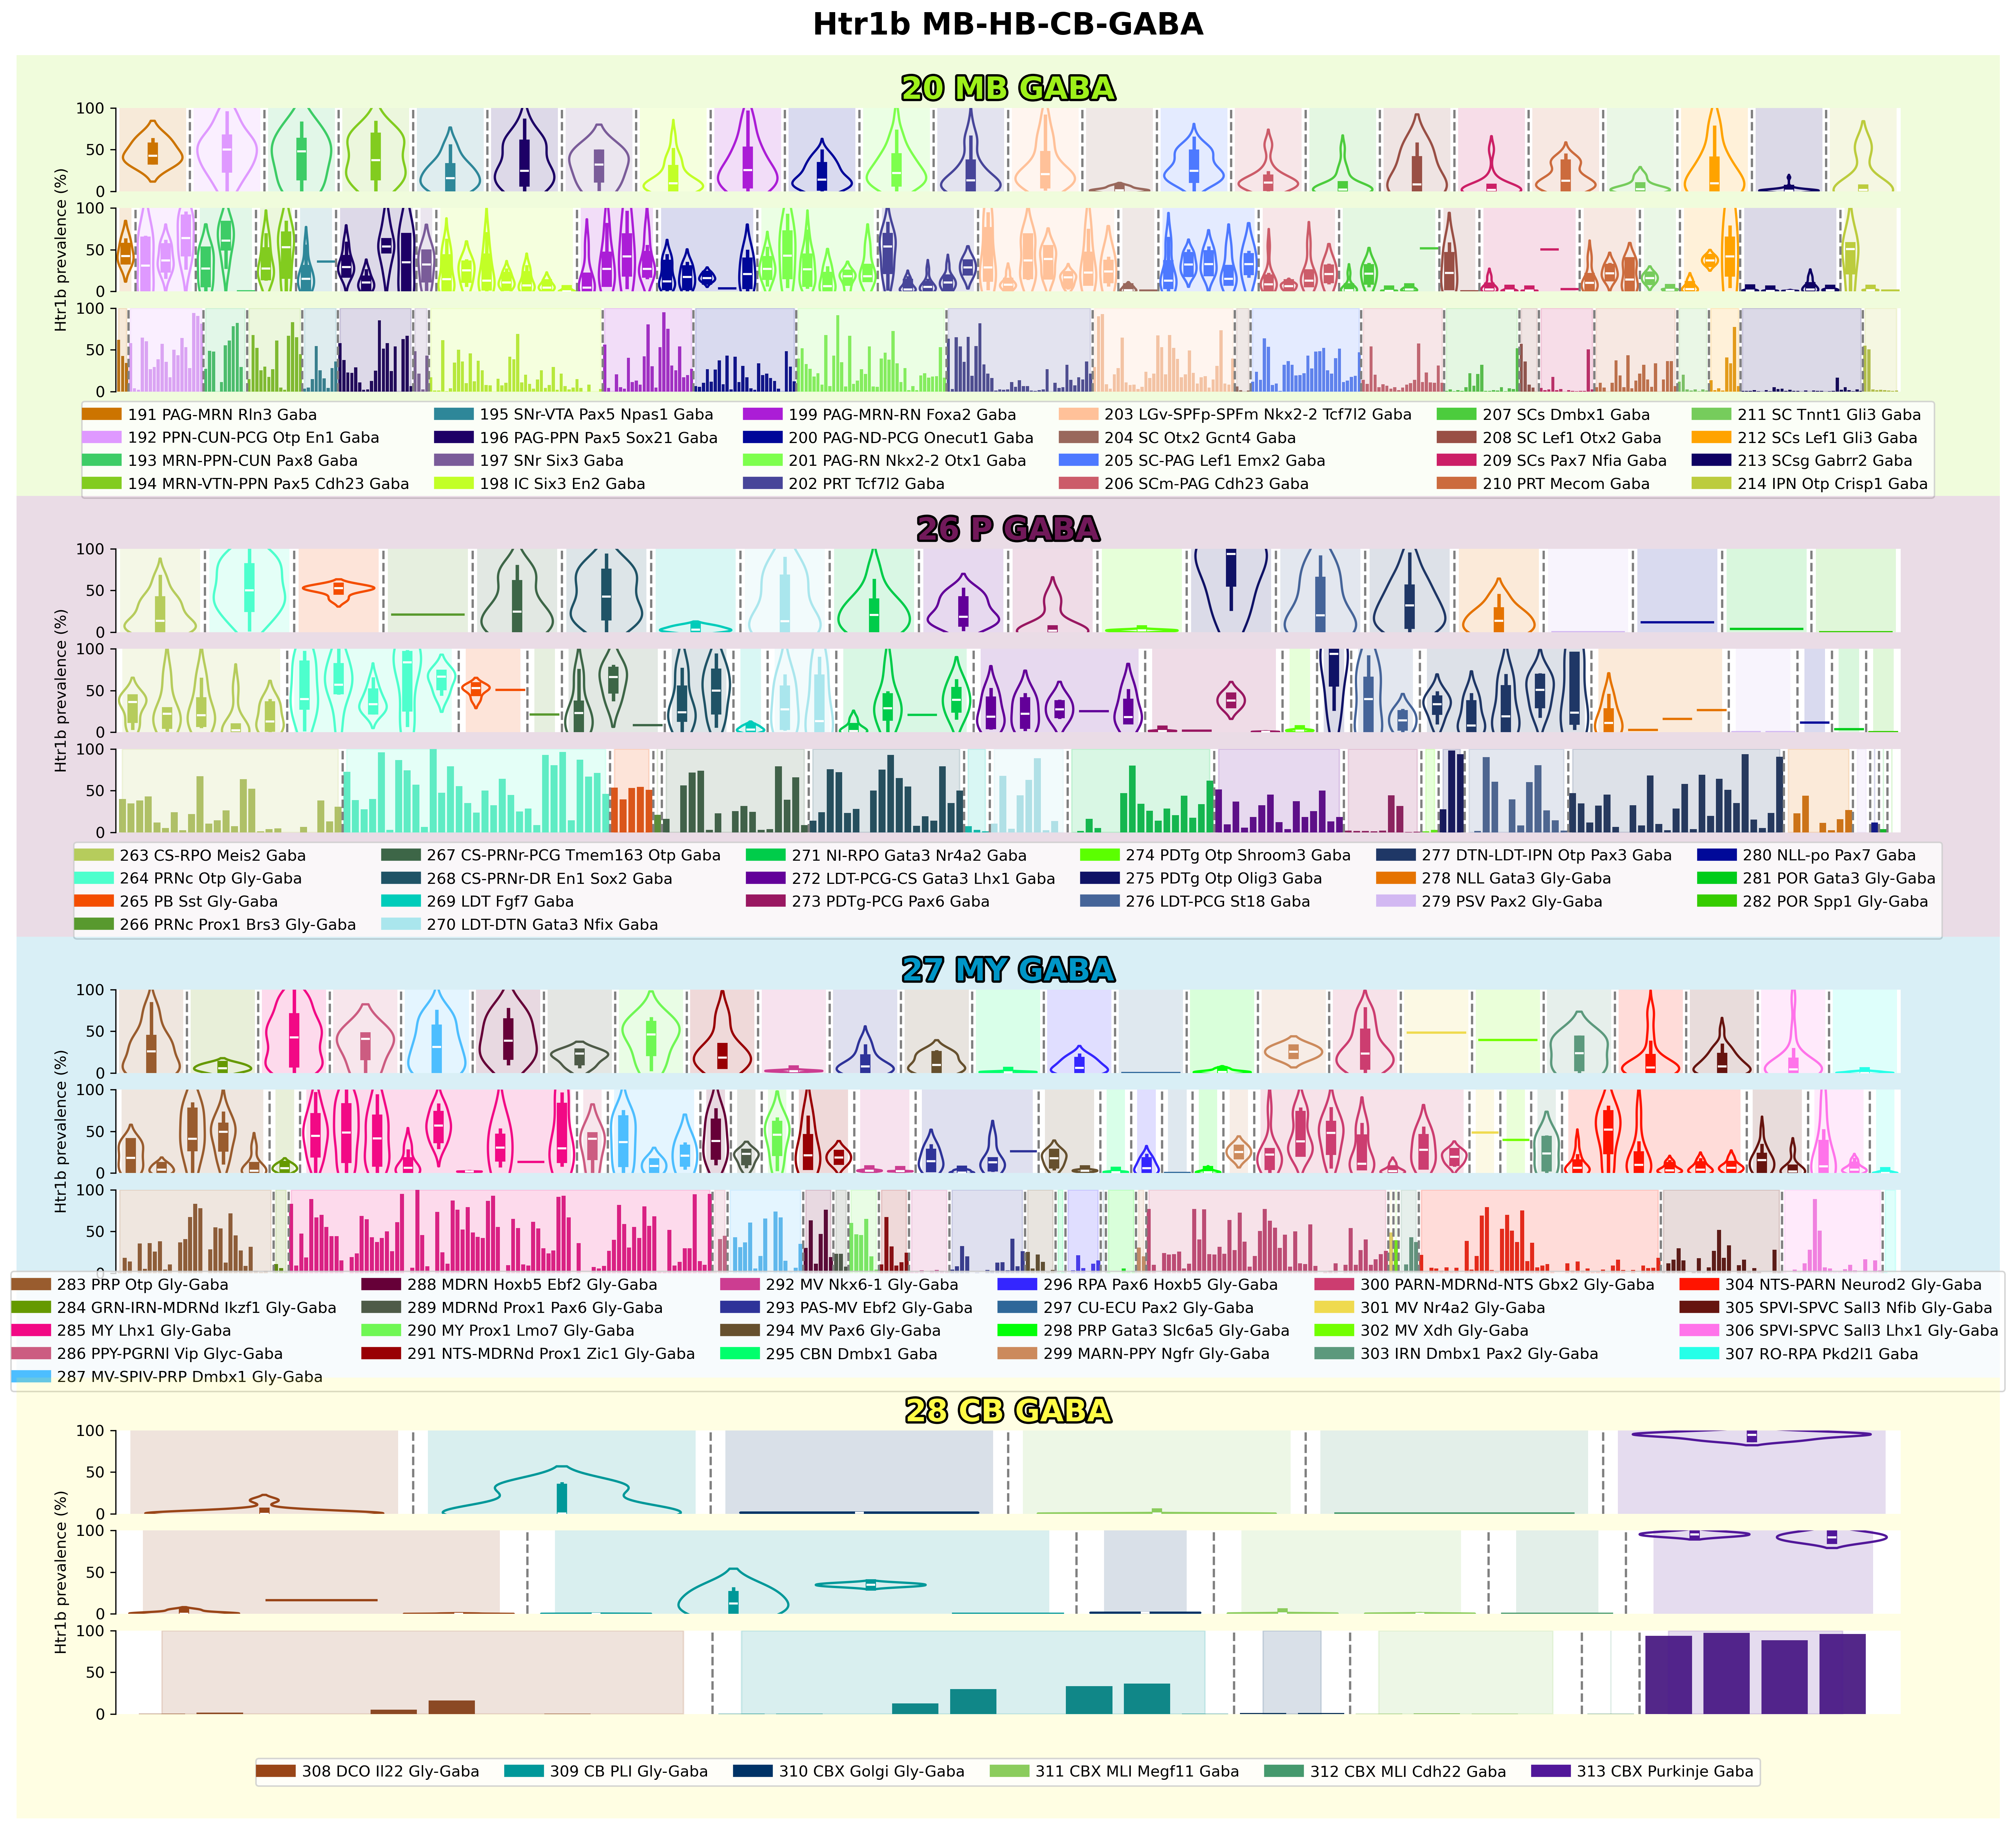 Htr1b MB-HB-CB-GABA
20 MB GABA
Htr1b prevalence (%)
100
50
0
100
50
0
100
50
0
191 PAG-MRN Rln3 Gaba
192 PPN-CUN-PCG Otp En1 Gaba
193 MRN-PPN-CUN Pax8 Gaba
194 MRN-VTN-PPN Pax5 Cdh23 Gaba
195 SNr-VTA Pax5 Npas1 Gaba
196 PAG-PPN Pax5 Sox21 Gaba
197 SNr Six3 Gaba
198 IC Six3 En2 Gaba
199 PAG-MRN-RN Foxa2 Gaba
200 PAG-ND-PCG Onecut1 Gaba
201 PAG-RN Nkx2-2 Otx1 Gaba
202 PRT Tcf7l2 Gaba
203 LGv-SPFp-SPFm Nkx2-2 Tcf7l2 Gaba
204 SC Otx2 Gcnt4 Gaba
205 SC-PAG Lef1 Emx2 Gaba
206 SCm-PAG Cdh23 Gaba
207 SCs Dmbx1 Gaba
208 SC Lef1 Otx2 Gaba
209 SCs Pax7 Nfia Gaba
210 PRT Mecom Gaba
211 SC Tnnt1 Gli3 Gaba
212 SCs Lef1 Gli3 Gaba
213 SCsg Gabrr2 Gaba
214 IPN Otp Crisp1 Gaba
26 P GABA
Htr1b prevalence (%)
100
50
0
100
50
0
100
50
0
263 CS-RPO Meis2 Gaba
264 PRNc Otp Gly-Gaba
265 PB Sst Gly-Gaba
266 PRNc Prox1 Brs3 Gly-Gaba
267 CS-PRNr-PCG Tmem163 Otp Gaba
268 CS-PRNr-DR En1 Sox2 Gaba
269 LDT Fgf7 Gaba
270 LDT-DTN Gata3 Nfix Gaba
271 NI-RPO Gata3 Nr4a2 Gaba
272 LDT-PCG-CS Gata3 Lhx1 Gaba
273 PDTg-PCG Pax6 Gaba
274 PDTg Otp Shroom3 Gaba
275 PDTg Otp Olig3 Gaba
276 LDT-PCG St18 Gaba
277 DTN-LDT-IPN Otp Pax3 Gaba
278 NLL Gata3 Gly-Gaba
279 PSV Pax2 Gly-Gaba
280 NLL-po Pax7 Gaba
281 POR Gata3 Gly-Gaba
282 POR Spp1 Gly-Gaba
27 MY GABA
Htr1b prevalence (%)
100
50
0
100
50
0
100
50
283 PRP Otp Gly-Gaba
284 GRN-IRN-MDRNd Ikzf1 Gly-Gaba
285 MY Lhx1 Gly-Gaba
286 PPY-PGRNl Vip Glyc-Gaba
287 MV-SPIV-PRP Dmbx1 Gly-Gaba
288 MDRN Hoxb5 Ebf2 Gly-Gaba
289 MDRNd Prox1 Pax6 Gly-Gaba
290 MY Prox1 Lmo7 Gly-Gaba
291 NTS-MDRNd Prox1 Zic1 Gly-Gaba
292 MV Nkx6-1 Gly-Gaba
293 PAS-MV Ebf2 Gly-Gaba
294 MV Pax6 Gly-Gaba
295 CBN Dmbx1 Gaba
296 RPA Pax6 Hoxb5 Gly-Gaba
297 CU-ECU Pax2 Gly-Gaba
298 PRP Gata3 Slc6a5 Gly-Gaba
299 MARN-PPY Ngfr Gly-Gaba
300 PARN-MDRNd-NTS Gbx2 Gly-Gaba
301 MV Nr4a2 Gly-Gaba
302 MV Xdh Gly-Gaba
303 IRN Dmbx1 Pax2 Gly-Gaba
304 NTS-PARN Neurod2 Gly-Gaba
305 SPVI-SPVC Sall3 Nfib Gly-Gaba
306 SPVI-SPVC Sall3 Lhx1 Gly-Gaba
307 RO-RPA Pkd2l1 Gaba
28 CB GABA
Htr1b prevalence (%)
100
50
0
100
50
0
100
50
0
308 DCO Il22 Gly-Gaba
309 CB PLI Gly-Gaba
310 CBX Golgi Gly-Gaba
311 CBX MLI Megf11 Gaba
312 CBX MLI Cdh22 Gaba
313 CBX Purkinje Gaba